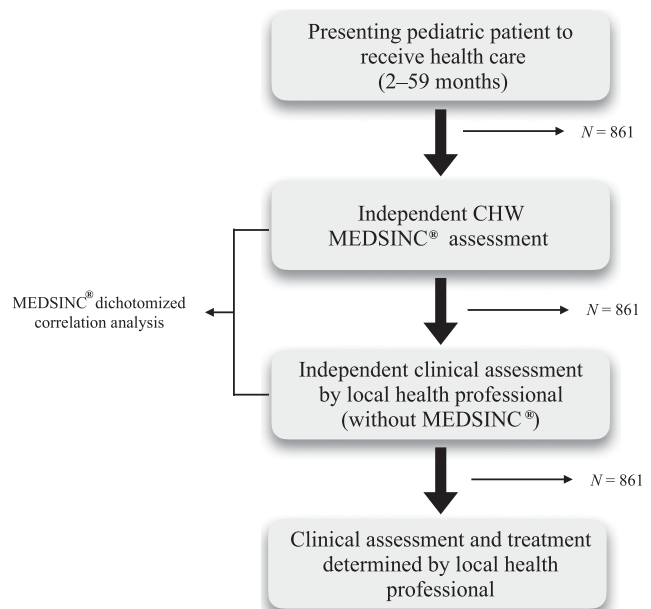 Presenting pediatric patient to
receive health care
(2–59 months)
N = 861
Independent CHW
MEDSINC® assessment
MEDSINC® dichotomized
correlation analysis
N = 861
Independent clinical assessment
by local health professional
(without MEDSINC®)
N = 861
Clinical assessment and treatment
determined by local health
professional